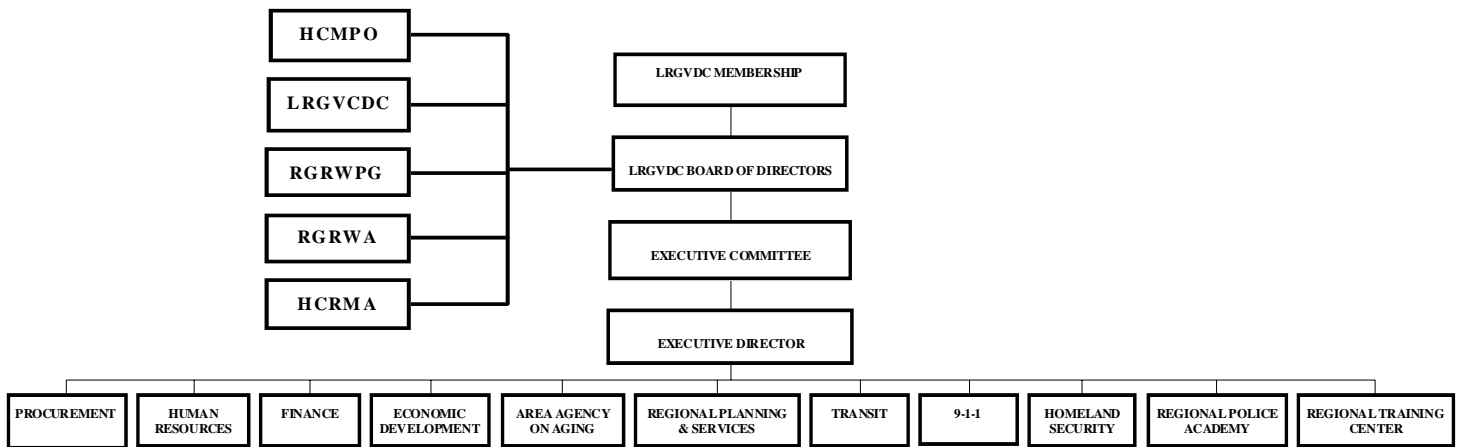 HCMPO
LRGVCDC
RGRWPG
RGRWA
HCRMA
LRGVDC MEMBERSHIP
LRGVDC BOARD OF DIRECTORS
EXECUTIVE COMMITTEE
EXECUTIVE DIRECTOR
PROCUREMENT
HUMAN
RESOURCES
FINANCE
ECONOMIC
DEVELOPMENT
AREA AGENCY
ON AGING
REGIONAL PLANNING
& SERVICES
TRANSIT
9-1-1
HOMELAND
SECURITY
REGIONAL POLICE
ACADEMY
REGIONAL TRAINING
CENTER